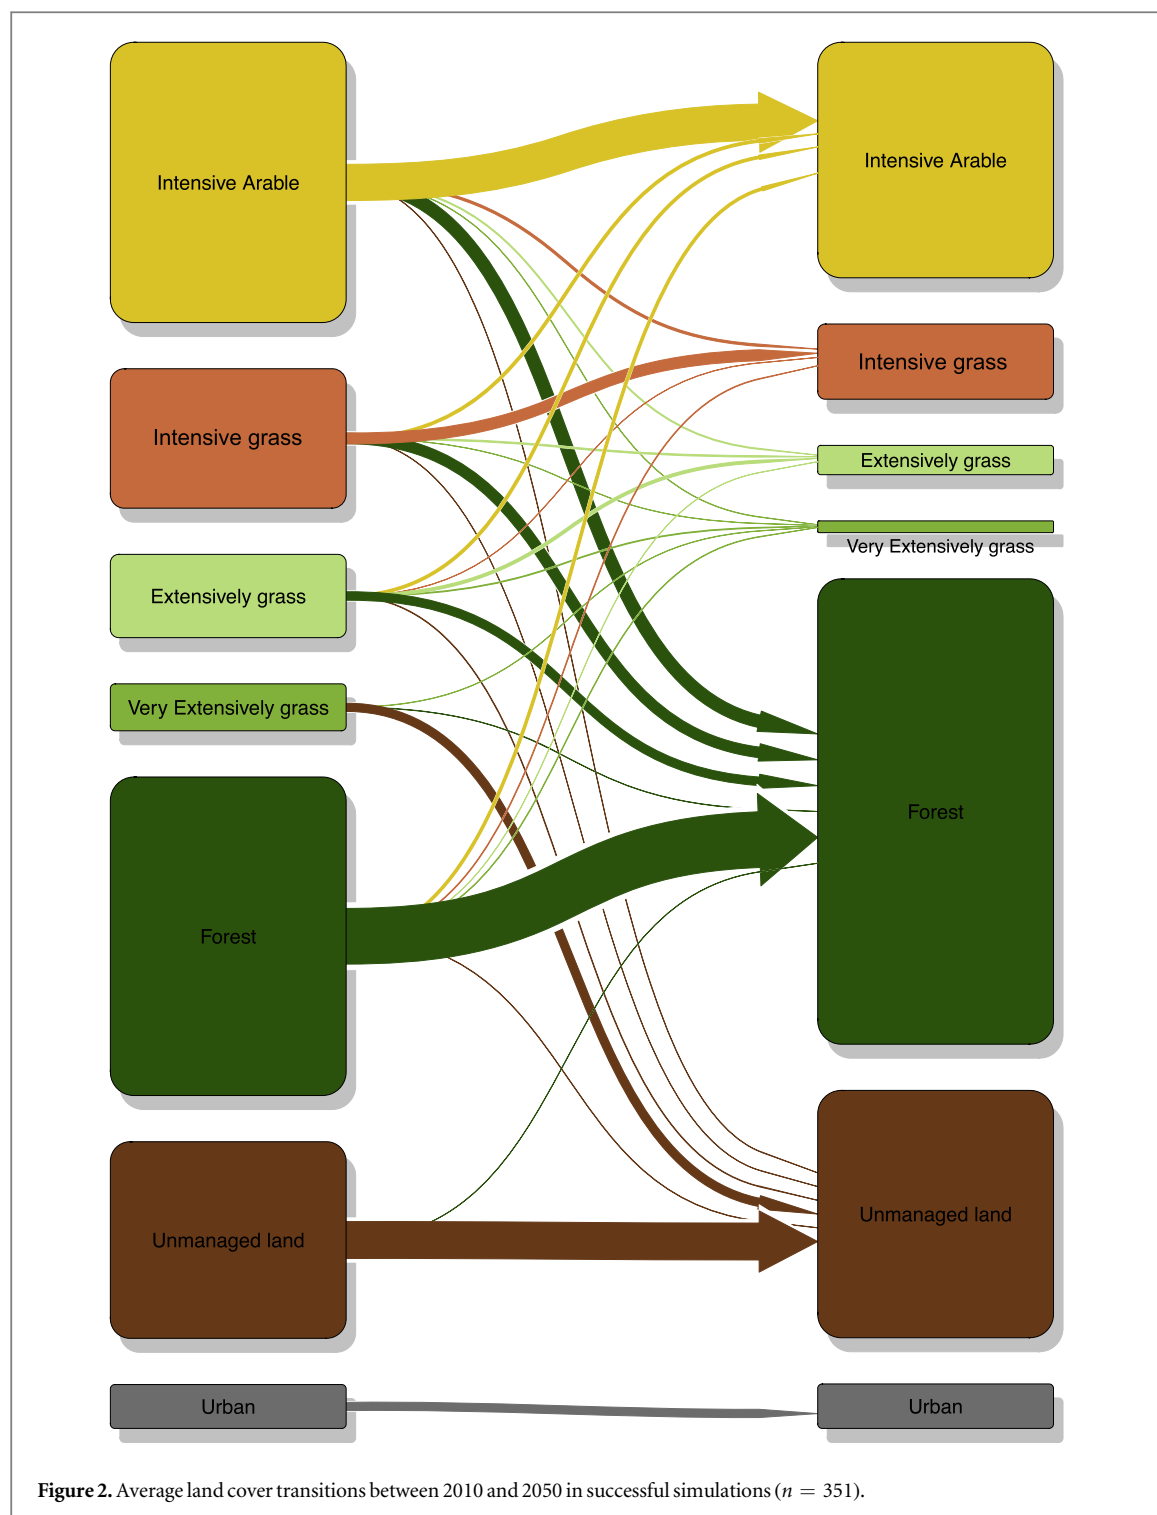 Intensive Arable
Intensive grass
Extensively grass
Very Extensively grass
Forest
Unmanaged land
Urban
Intensive Arable
Intensive grass
Extensively grass
Very Extensively grass
Forest
Unmanaged land
Urban
Figure 2. Average land cover transitions between 2010 and 2050 in successful simulations (n = 351).